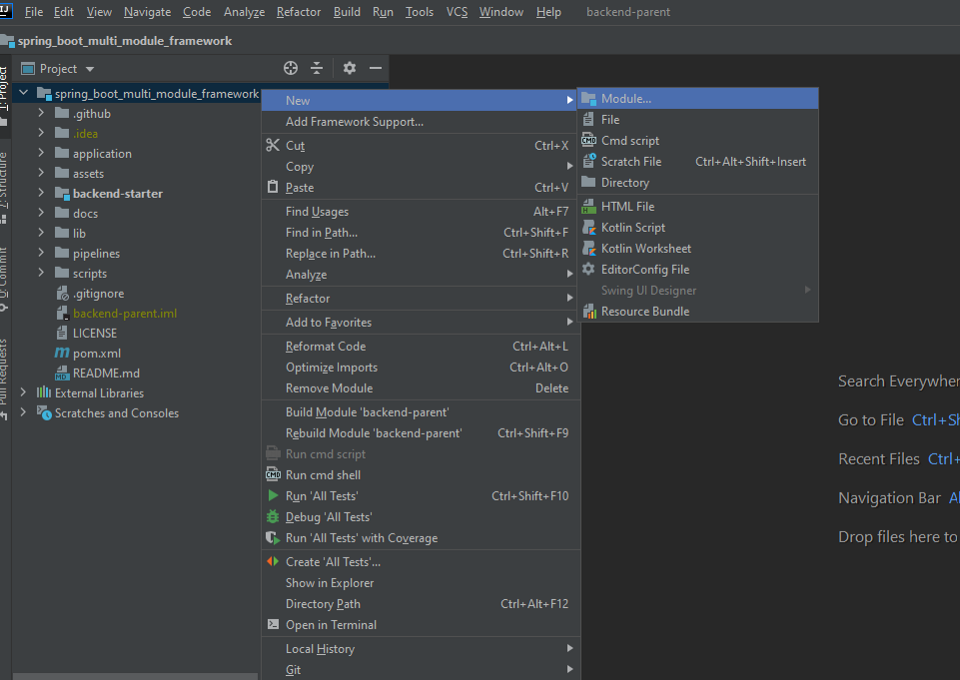 IJ File Edit View Navigate Code Analyze Refactor Build Run Tools VCS Window Help backend-parent
spring_boot_multi_module_framework
1: Project
7: Structure
0: Commit
Pull Requests
Project
spring_boot_multi_module_framework
.github
.idea
application
assets
backend-starter
docs
lib
pipelines
scripts
.gitignore
backend-parent.iml
LICENSE
pom.xml
README.md
External Libraries
Scratches and Consoles
New
Add Framework Support...
Cut Ctrl+X
Copy
Paste Ctrl+V
Find Usages Alt+F7
Find in Path... Ctrl+Shift+F
Replace in Path... Ctrl+Shift+R
Analyze
Refactor
Add to Favorites
Reformat Code Ctrl+Alt+L
Optimize Imports Ctrl+Alt+O
Remove Module Delete
Build Module 'backend-parent'
Rebuild Module 'backend-parent' Ctrl+Shift+F9
Run cmd script
Run cmd shell
Run 'All Tests' Ctrl+Shift+F10
Debug 'All Tests'
Run 'All Tests' with Coverage
Create 'All Tests'...
Show in Explorer
Directory Path Ctrl+Alt+F12
Open in Terminal
Local History
Git
Module...
File
Cmd script
Scratch File Ctrl+Alt+Shift+Insert
Directory
HTML File
Kotlin Script
Kotlin Worksheet
EditorConfig File
Swing UI Designer
Resource Bundle
Search Everywher
Go to File Ctrl+Sh
Recent Files Ctrl+
Navigation Bar Al
Drop files here to